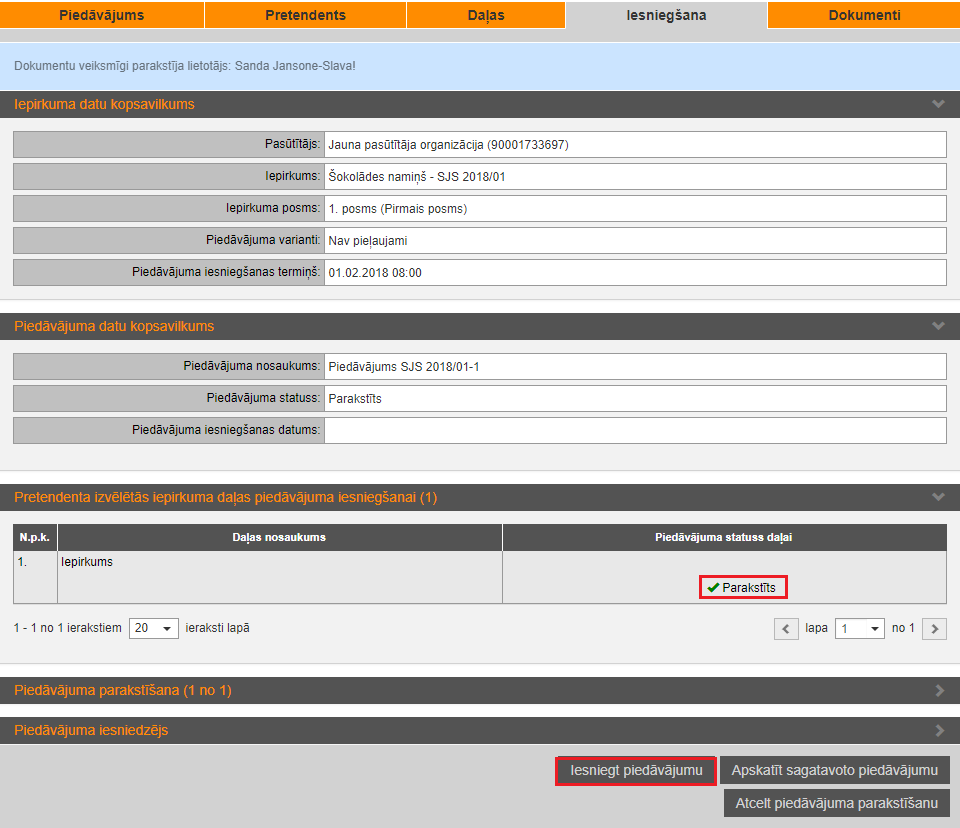 Piedāvājums Pretendents Daļas Iesniegšana Dokumenti
Dokumentu veiksmīgi parakstīja lietotājs: Sanda Jansone-Slava!
Iepirkuma datu kopsavilkums
Pasūtītājs: Jauna pasūtītāja organizācija (90001733697)
Iepirkums: Šokolādes namiņš - SJS 2018/01
Iepirkuma posms: 1. posms (Pirmais posms)
Piedāvājuma varianti: Nav pieļaujami
Piedāvājuma iesniegšanas termiņš: 01.02.2018 08:00
Piedāvājuma datu kopsavilkums
Piedāvājuma nosaukums: Piedāvājums SJS 2018/01-1
Piedāvājuma statuss: Parakstīts
Piedāvājuma iesniegšanas datums:
Pretendenta izvēlētās iepirkuma daļas piedāvājuma iesniegšanai (1)
N.p.k. Daļas nosaukums Piedāvājuma statuss daļai
1. Iepirkums
Parakstīts
1 - 1 no 1 ierakstiem 20 ieraksti lapā lapa 1 no 1
Piedāvājuma parakstīšana (1 no 1)
Piedāvājuma iesniedzējs
Iesniegt piedāvājumu Apskatīt sagatavoto piedāvājumu
Atcelt piedāvājuma parakstīšanu